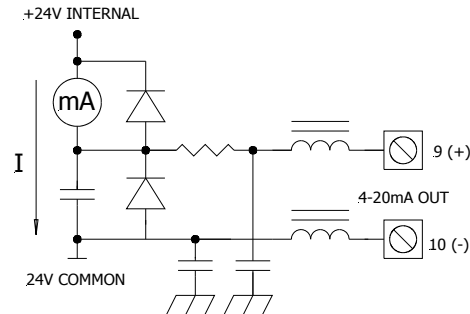 +24V INTERNAL
mA
I
9 (+)
4-20mA OUT
10 (-)
24V COMMON